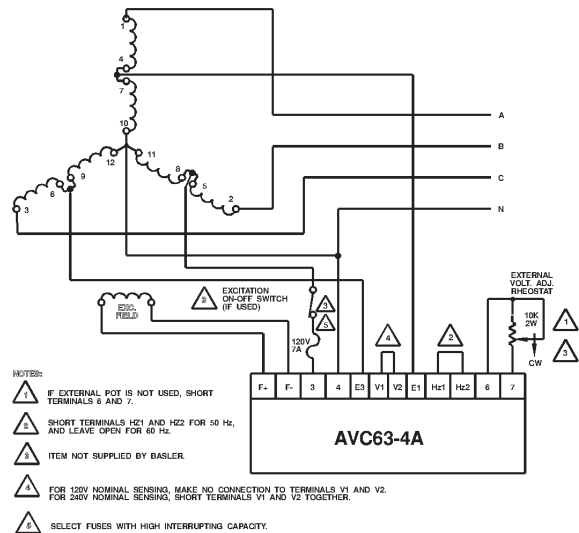 1
4
7
10
12
11
9
8
6
5
3
2
A
B
C
N
EXC.
FIELD
3
EXCITATION
ON-OFF SWITCH
(IF USED)
3
5
120V
7A
4
2
EXTERNAL
VOLT. ADJ.
RHEOSTAT
10K
2W
CW
1
3
F+ F- 3 4 E3 V1 V2 E1 Hz1 Hz2 6 7
AVC63-4A
NOTES:
1 IF EXTERNAL POT IS NOT USED, SHORT
TERMINALS 6 AND 7.
2 SHORT TERMINALS HZ1 AND HZ2 FOR 50 Hz,
AND LEAVE OPEN FOR 60 Hz.
3 ITEM NOT SUPPLIED BY BASLER.
4 FOR 120V NOMINAL SENSING, MAKE NO CONNECTION TO TERMINALS V1 AND V2.
FOR 240V NOMINAL SENSING, SHORT TERMINALS V1 AND V2 TOGETHER.
5 SELECT FUSES WITH HIGH INTERRUPTING CAPACITY.